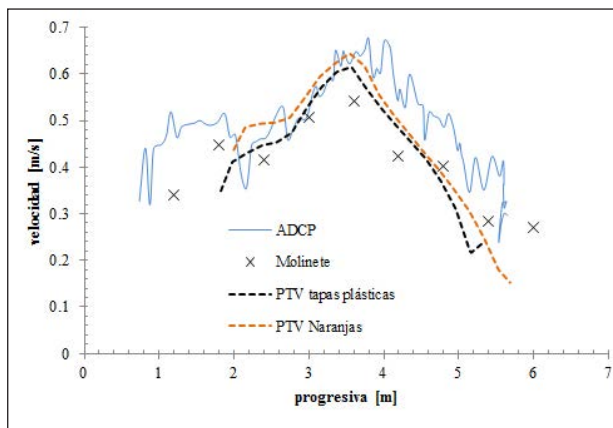 0.7
0.6
0.5
0.4
0.3
0.2
0.1
0
velocidad [m/s]
ADCP
Molinete
PTV tapas plásticas
PTV Naranjas
0 1 2 3 4 5 6 7
progresiva [m]